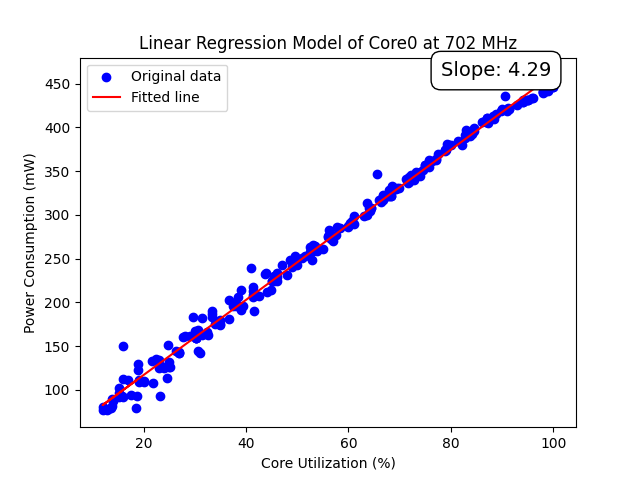 Linear Regression Model of Core0 at 702 MHz
Slope: 4.29
Original data
Fitted line
Power Consumption (mW)
450
400
350
300
250
200
150
100
20 40 60 80 100
Core Utilization (%)